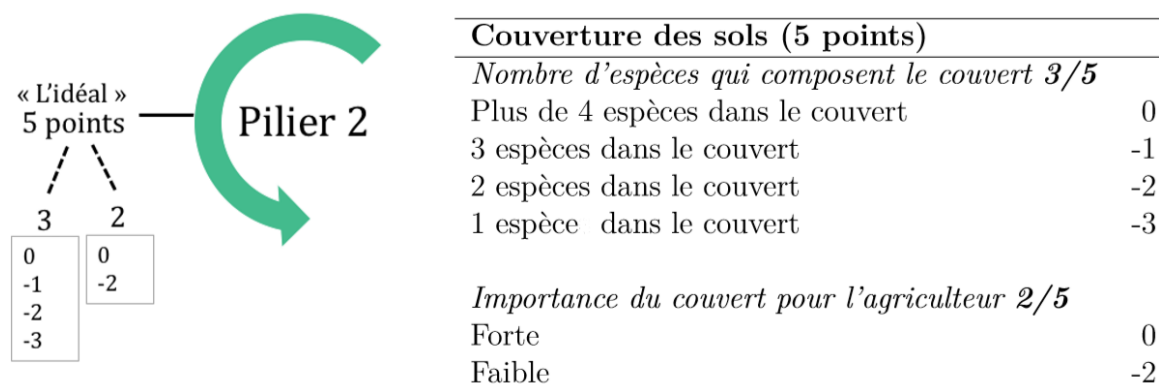 « L'idéal »
5 points
Pilier 2
3 2
0 0
-1 -2
-2
-3
Couverture des sols (5 points)
Nombre d'espèces qui composent le couvert 3/5
Plus de 4 espèces dans le couvert 0
3 espèces dans le couvert -1
2 espèces dans le couvert -2
1 espèce dans le couvert -3
Importance du couvert pour l'agriculteur 2/5
Forte 0
Faible -2